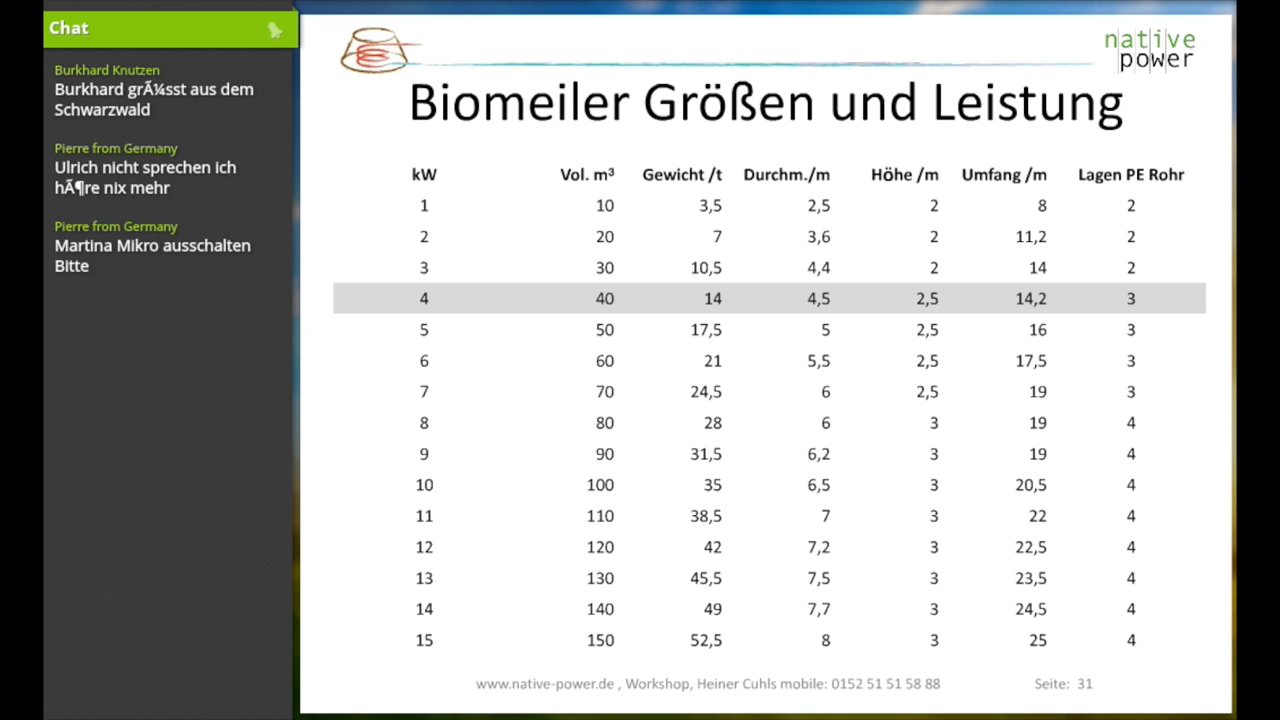 Chat
Burkhard Knutzen
Burkhard grÃ¼sst aus dem
Schwarzwald
Pierre from Germany
Ulrich nicht sprechen ich
hÃ¶re nix mehr
Pierre from Germany
Martina Mikro ausschalten
Bitte
native
power
Biomeiler Größen und Leistung
kW Vol. m³ Gewicht /t Durchm./m Höhe /m Umfang /m Lagen PE Rohr
1 10 3,5 2,5 2 8 2
2 20 7 3,6 2 11,2 2
3 30 10,5 4,4 2 14 2
4 40 14 4,5 2,5 14,2 3
5 50 17,5 5 2,5 16 3
6 60 21 5,5 2,5 17,5 3
7 70 24,5 6 2,5 19 3
8 80 28 6 3 19 4
9 90 31,5 6,2 3 19 4
10 100 35 6,5 3 20,5 4
11 110 38,5 7 3 22 4
12 120 42 7,2 3 22,5 4
13 130 45,5 7,5 3 23,5 4
14 140 49 7,7 3 24,5 4
15 150 52,5 8 3 25 4
www.native-power.de , Workshop, Heiner Cuhls mobile: 0152 51 51 58 88 Seite: 31